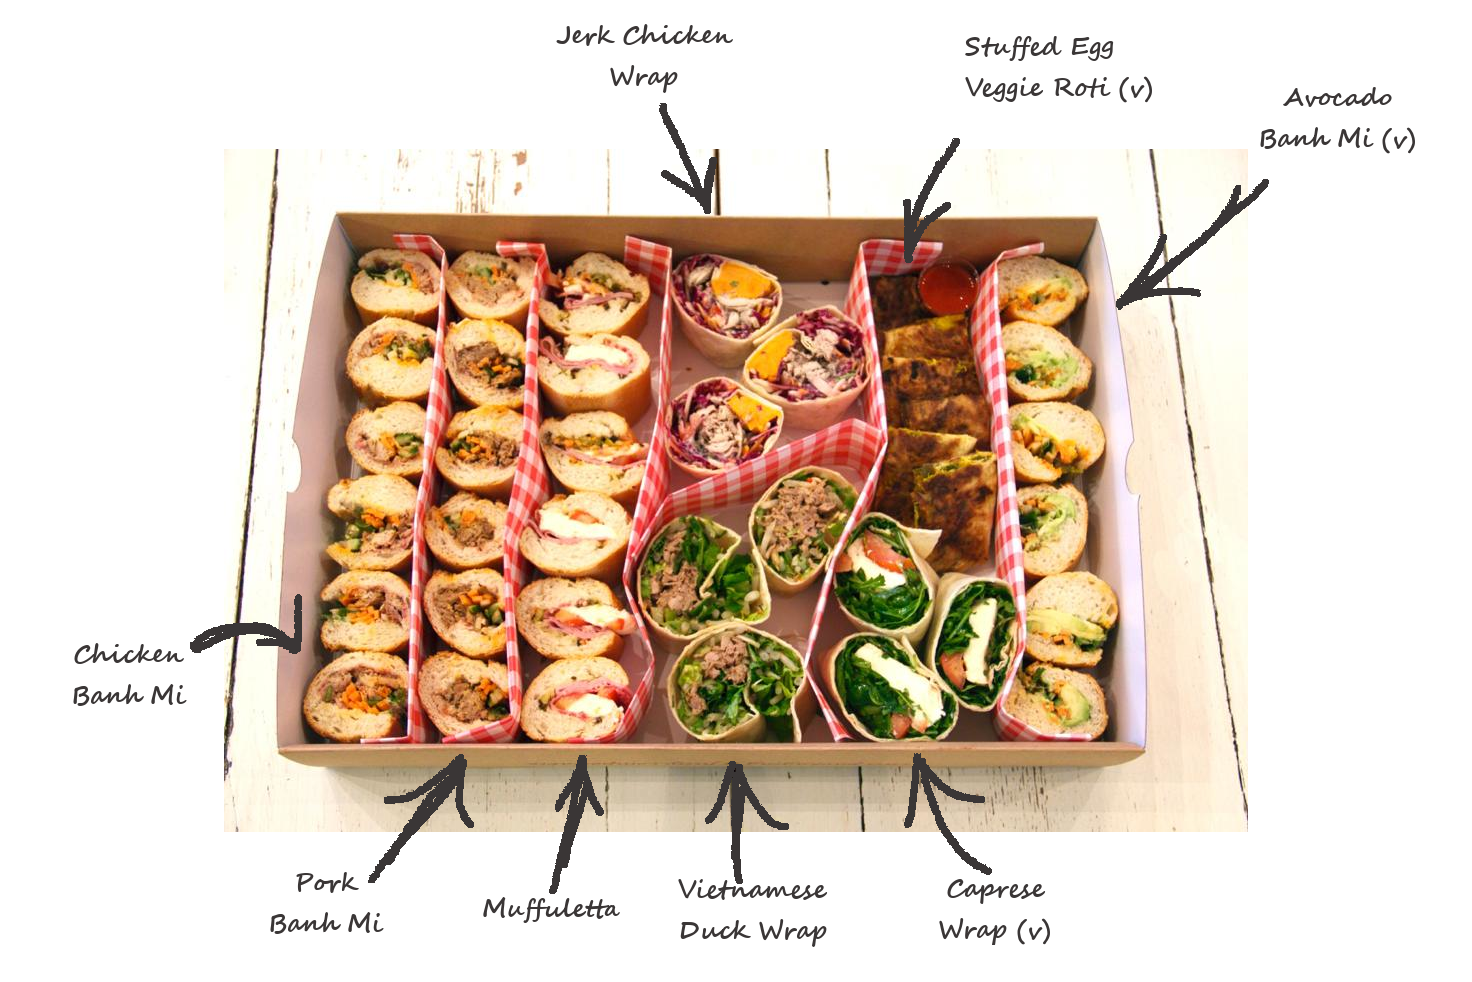 Jerk Chicken
Wrap
Stuffed Egg
Veggie Roti (v)
Avocado
Banh Mi (v)
Chicken
Banh Mi
Pork
Banh Mi
Muffuletta
Vietnamese
Duck Wrap
Caprese
Wrap (v)